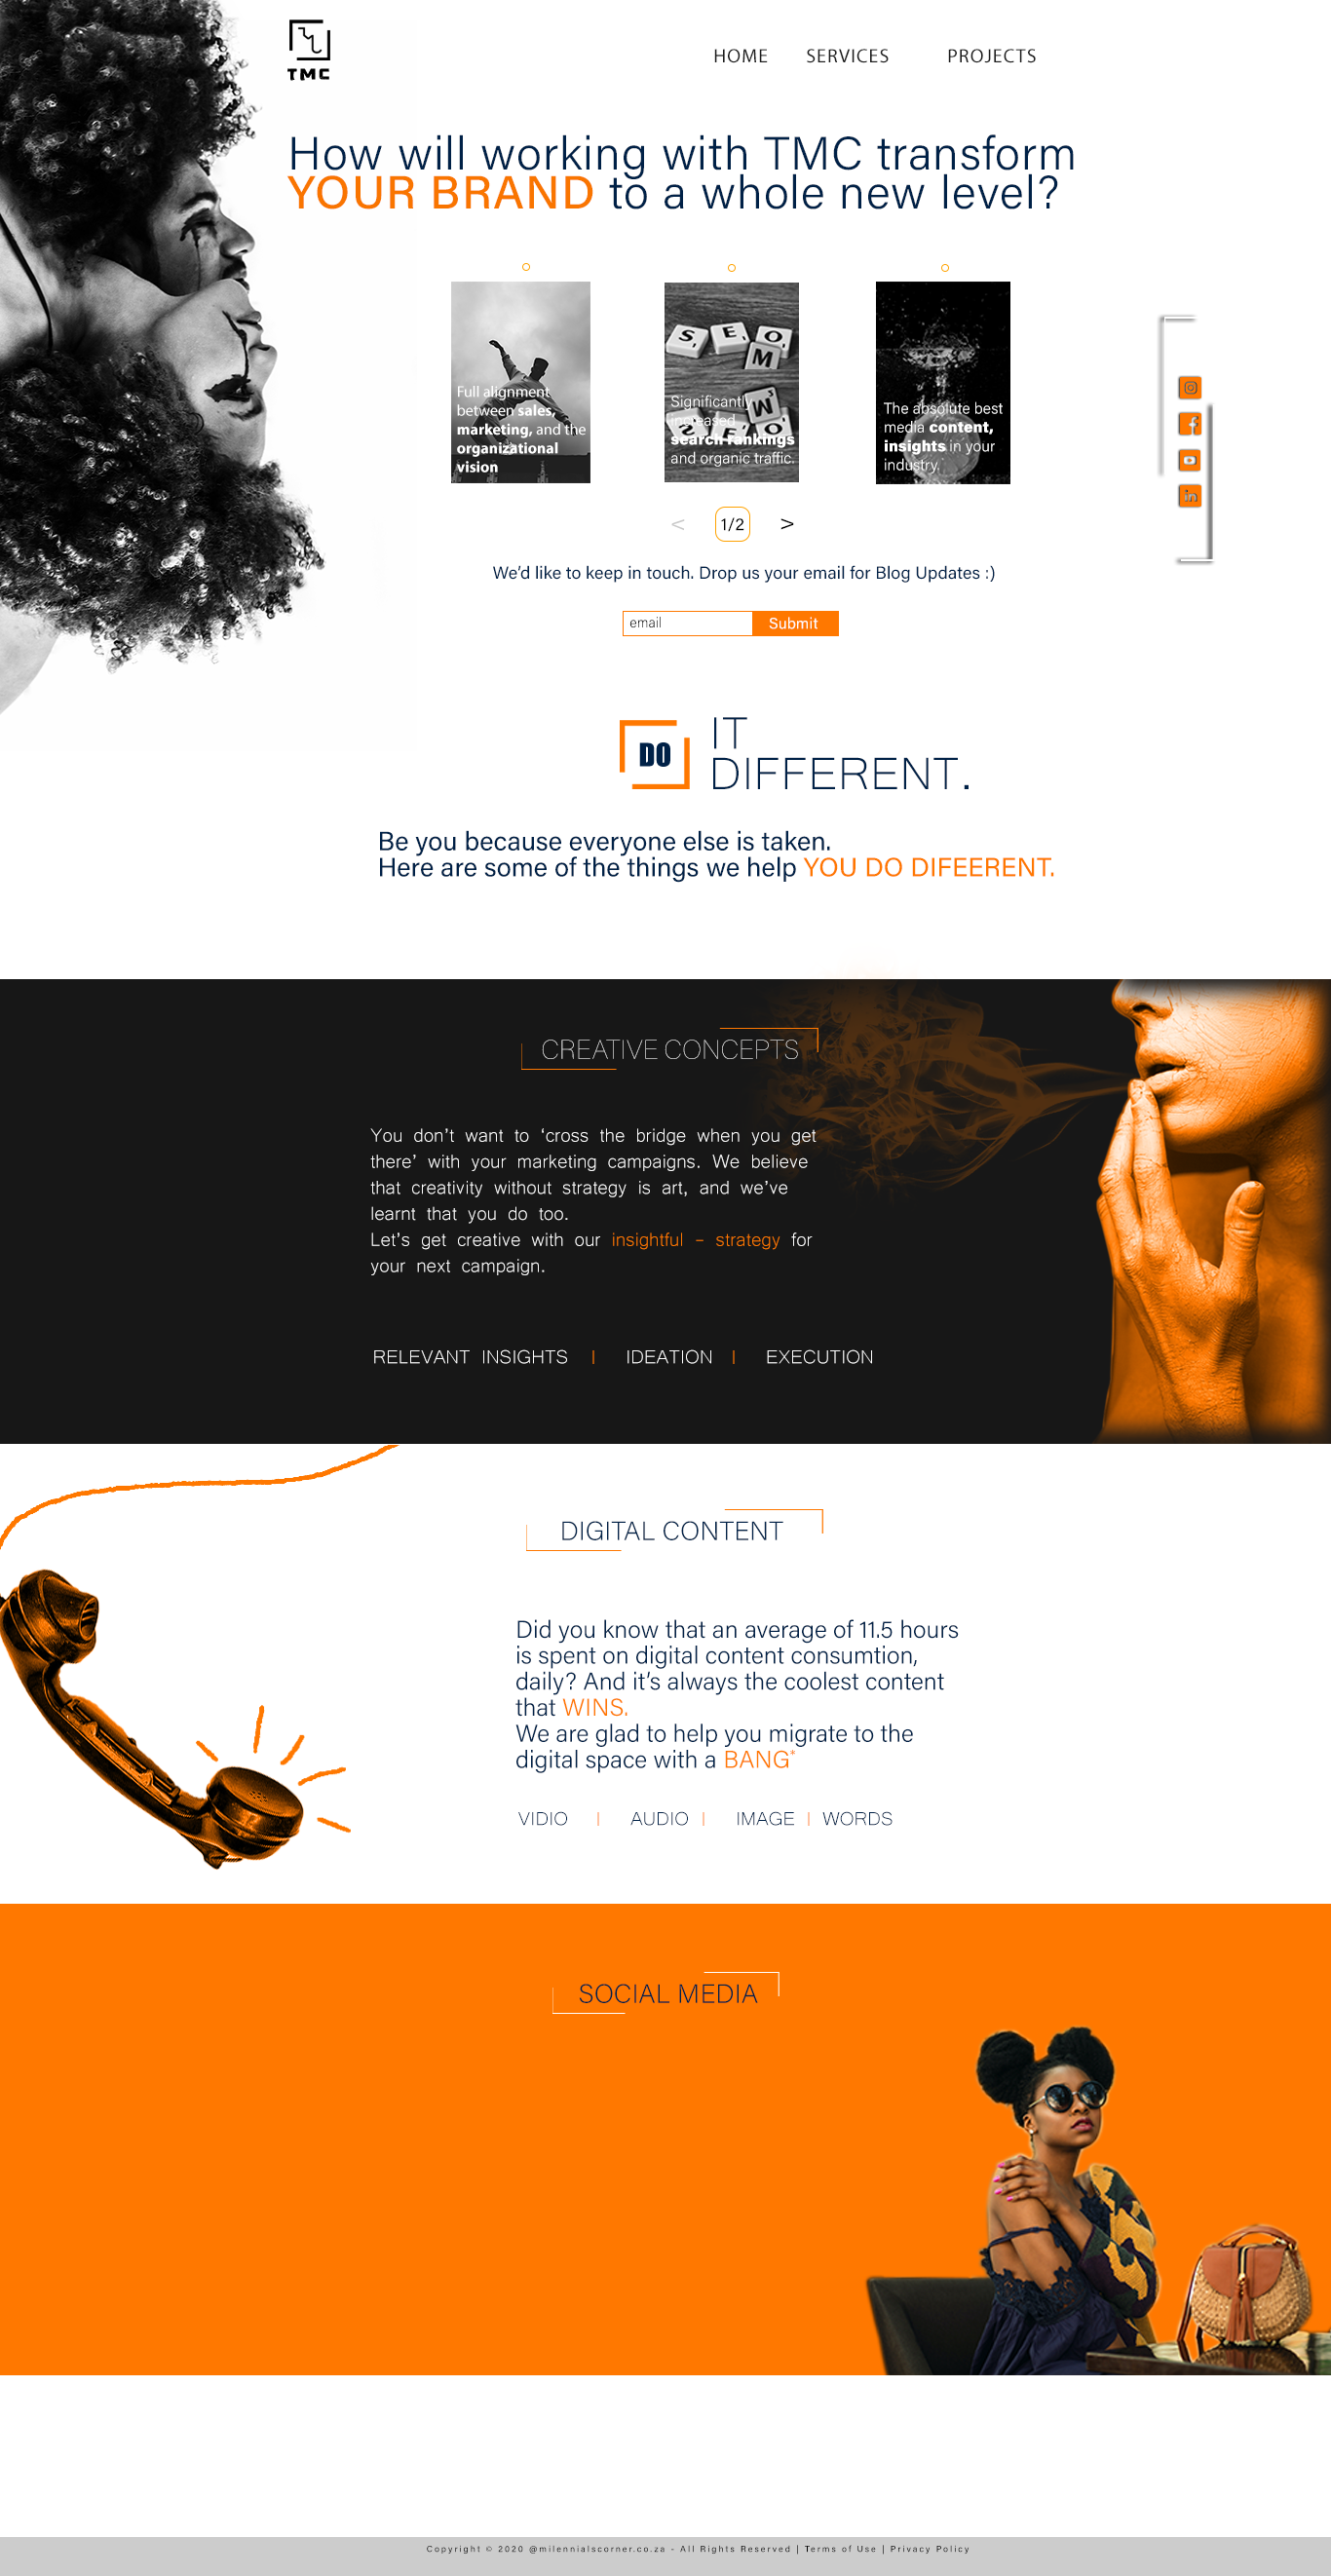 TMC
HOME SERVICES PROJECTS
How will working with TMC transform
YOUR BRAND to a whole new level?
Full alignment
between sales,
marketing, and the
organizational
vision
S E O
M
Significantly
increased
search rankings
and organic traffic.
The absolute best
media content,
insights in your
industry.
< 1/2 >
We'd like to keep in touch. Drop us your email for Blog Updates :)
email Submit
DO IT
DIFFERENT.
Be you because everyone else is taken.
Here are some of the things we help YOU DO DIFEERENT.
CREATIVE CONCEPTS
You don't want to ‘cross the bridge when you get
there’ with your marketing campaigns. We believe
that creativity without strategy is art, and we’ve
learnt that you do too.
Let’s get creative with our insightful – strategy for
your next campaign.
RELEVANT INSIGHTS | IDEATION | EXECUTION
DIGITAL CONTENT
Did you know that an average of 11.5 hours
is spent on digital content consumtion,
daily? And it’s always the coolest content
that WINS.
We are glad to help you migrate to the
digital space with a BANG*
VIDIO | AUDIO | IMAGE | WORDS
SOCIAL MEDIA
Copyright © 2020 @milennialscorner.co.za - All Rights Reserved | Terms of Use | Privacy Policy